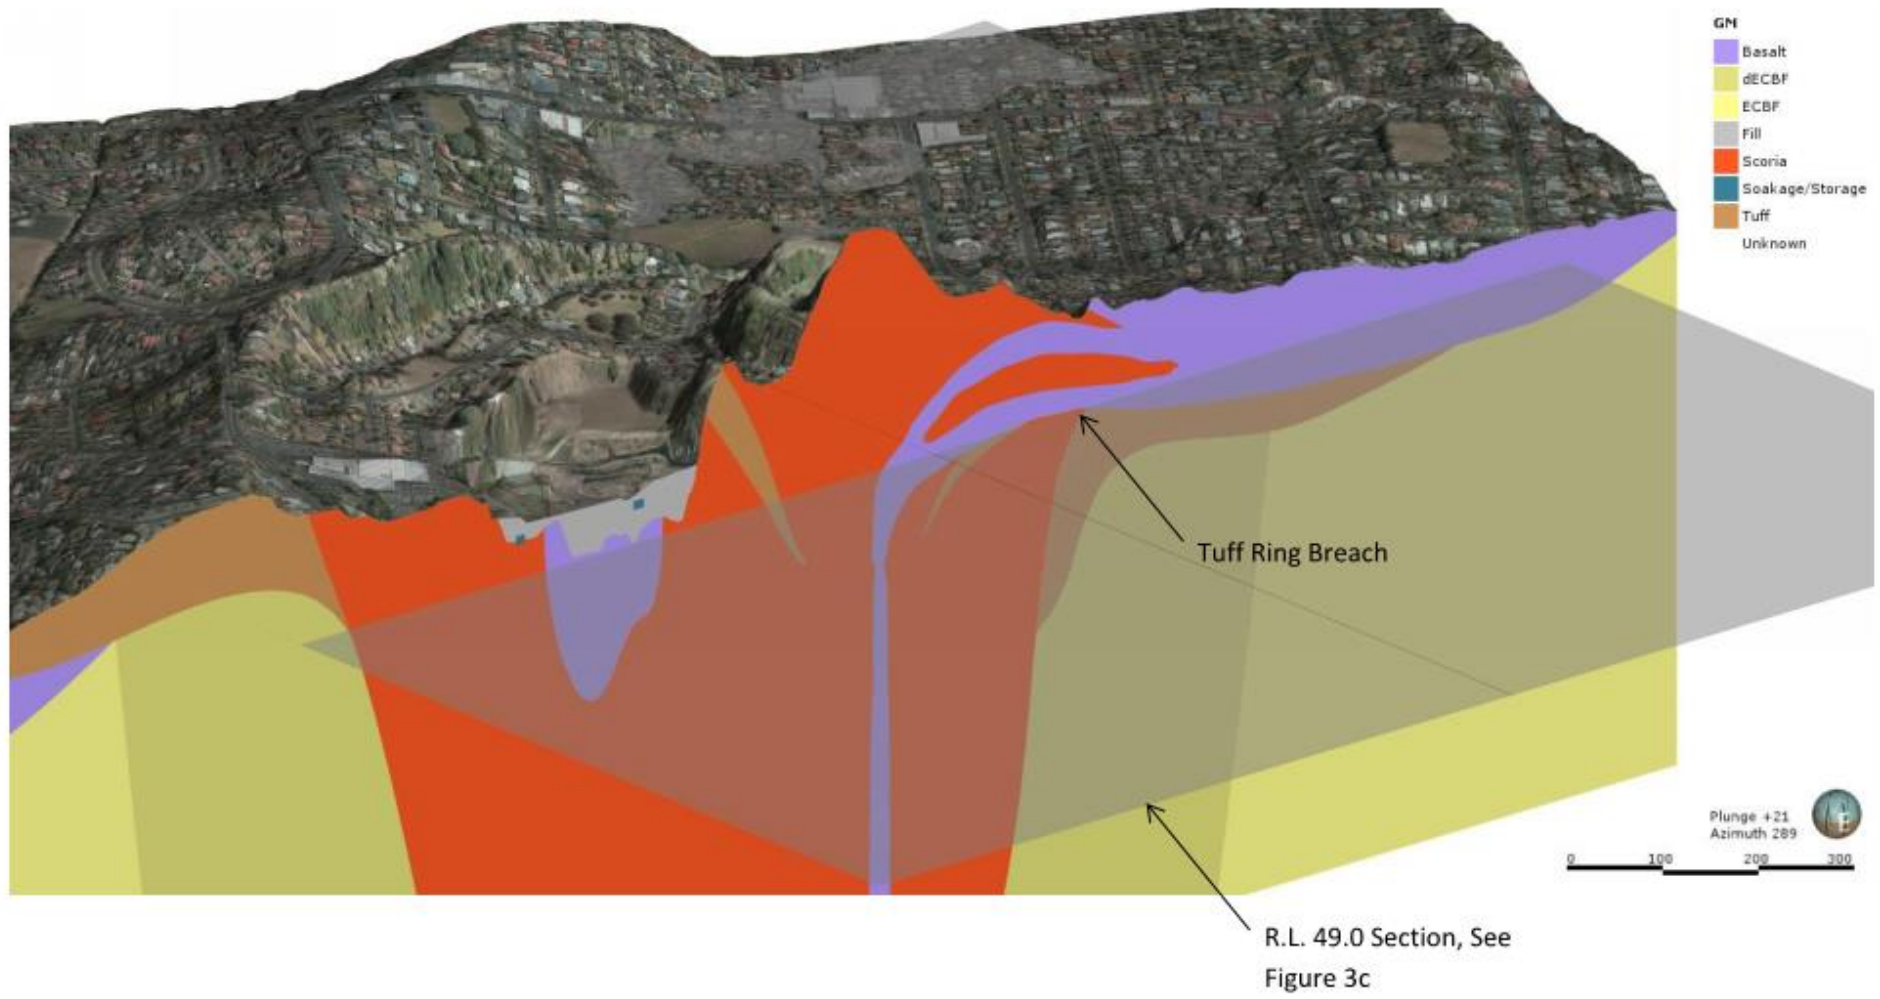 GM
Basalt
dECBF
ECBF
Fill
Scoria
Soakage/Storage
Tuff
Unknown
Tuff Ring Breach
Plunge +21
Azimuth 289
E
0 100 200 300
R.L. 49.0 Section, See
Figure 3c